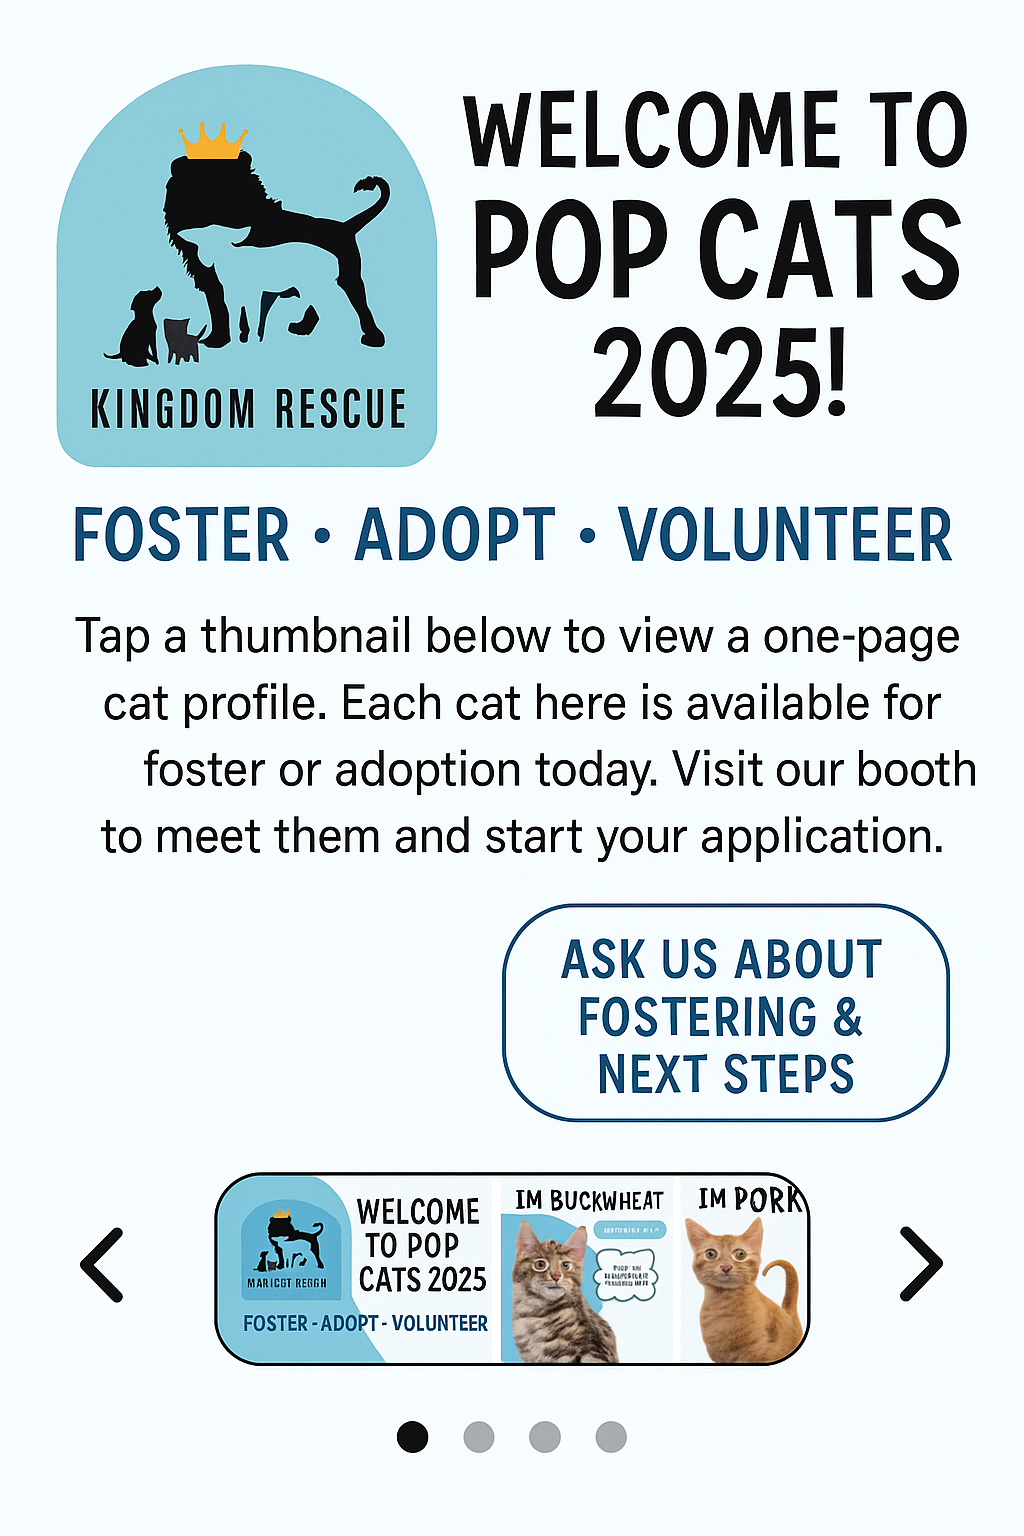 WELCOME TO
POP CATS
2025!
KINGDOM RESCUE
FOSTER • ADOPT • VOLUNTEER
Tap a thumbnail below to view a one-page
cat profile. Each cat here is available for
foster or adoption today. Visit our booth
to meet them and start your application.
ASK US ABOUT
FOSTERING &
NEXT STEPS
WELCOME
TO POP
CATS 2025
FOSTER - ADOPT - VOLUNTEER
IM BUCKWHEAT
IM PORK